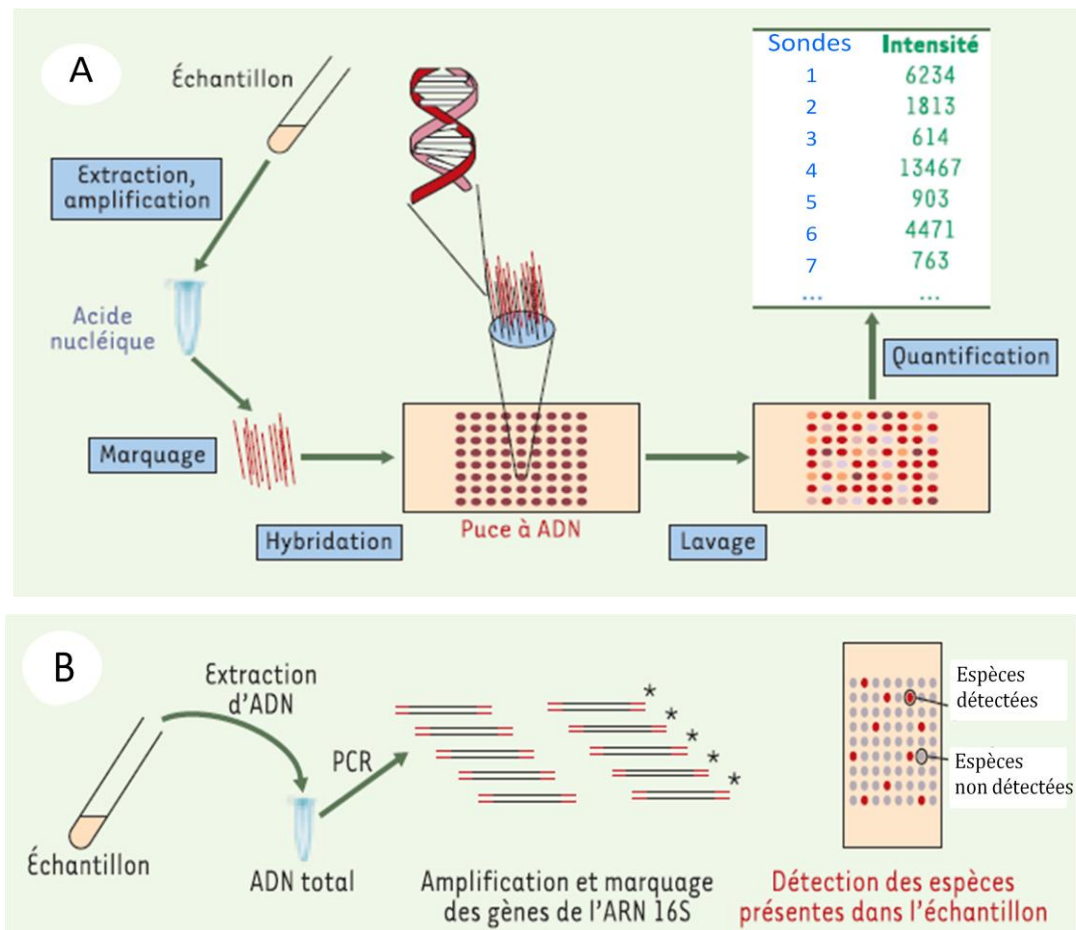 A
Échantillon
Extraction,
amplification
Acide
nucléique
Marquage
Hybridation
Puce à ADN
Lavage
Quantification
Sondes Intensité
1 6234
2 1813
3 614
4 13467
5 903
6 4471
7 763
... ...
B
Extraction
d'ADN
Échantillon
ADN total
PCR
* * * * *
Amplification et marquage
des gènes de l'ARN 16S
Espèces
détectées
Espèces
non détectées
Détection des espèces
présentes dans l'échantillon